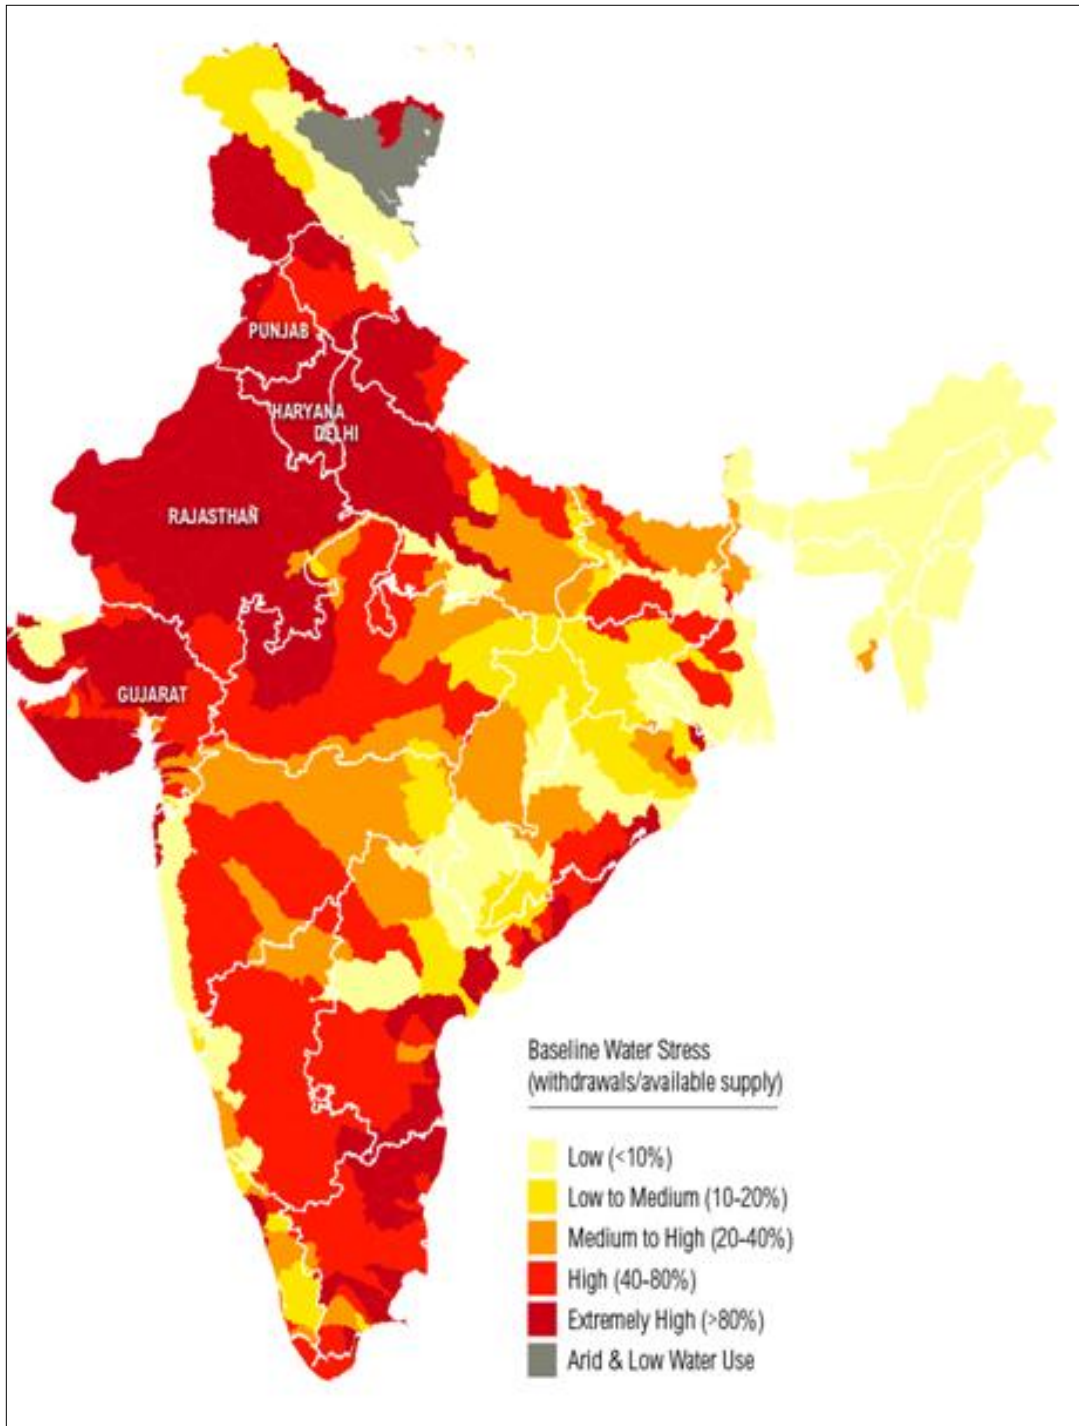 PUNJAB
HARYANA
DELHI
RAJASTHAN
GUJARAT
Baseline Water Stress
(withdrawals/available supply)
Low (<10%)
Low to Medium (10-20%)
Medium to High (20-40%)
High (40-80%)
Extremely High (>80%)
Arid & Low Water Use